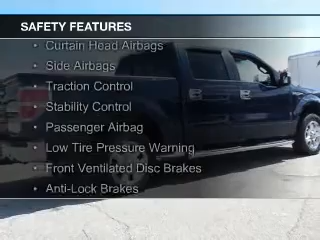 SAFETY FEATURES
• Curtain Head Airbags
• Side Airbags
• Traction Control
• Stability Control
• Passenger Airbag
• Low Tire Pressure Warning
• Front Ventilated Disc Brakes
• Anti-Lock Brakes